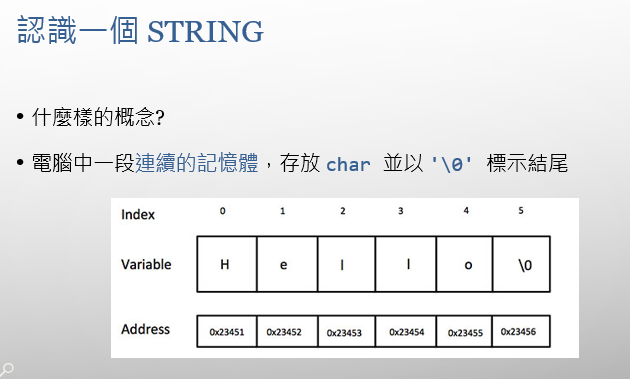 認識一個 STRING
• 什麼樣的概念?
• 電腦中一段連續的記憶體，存放 char 並以 '\0' 標示結尾
Index 0 1 2 3 4 5
Variable H e l l o \0
Address 0x23451 0x23452 0x23453 0x23454 0x23455 0x23456